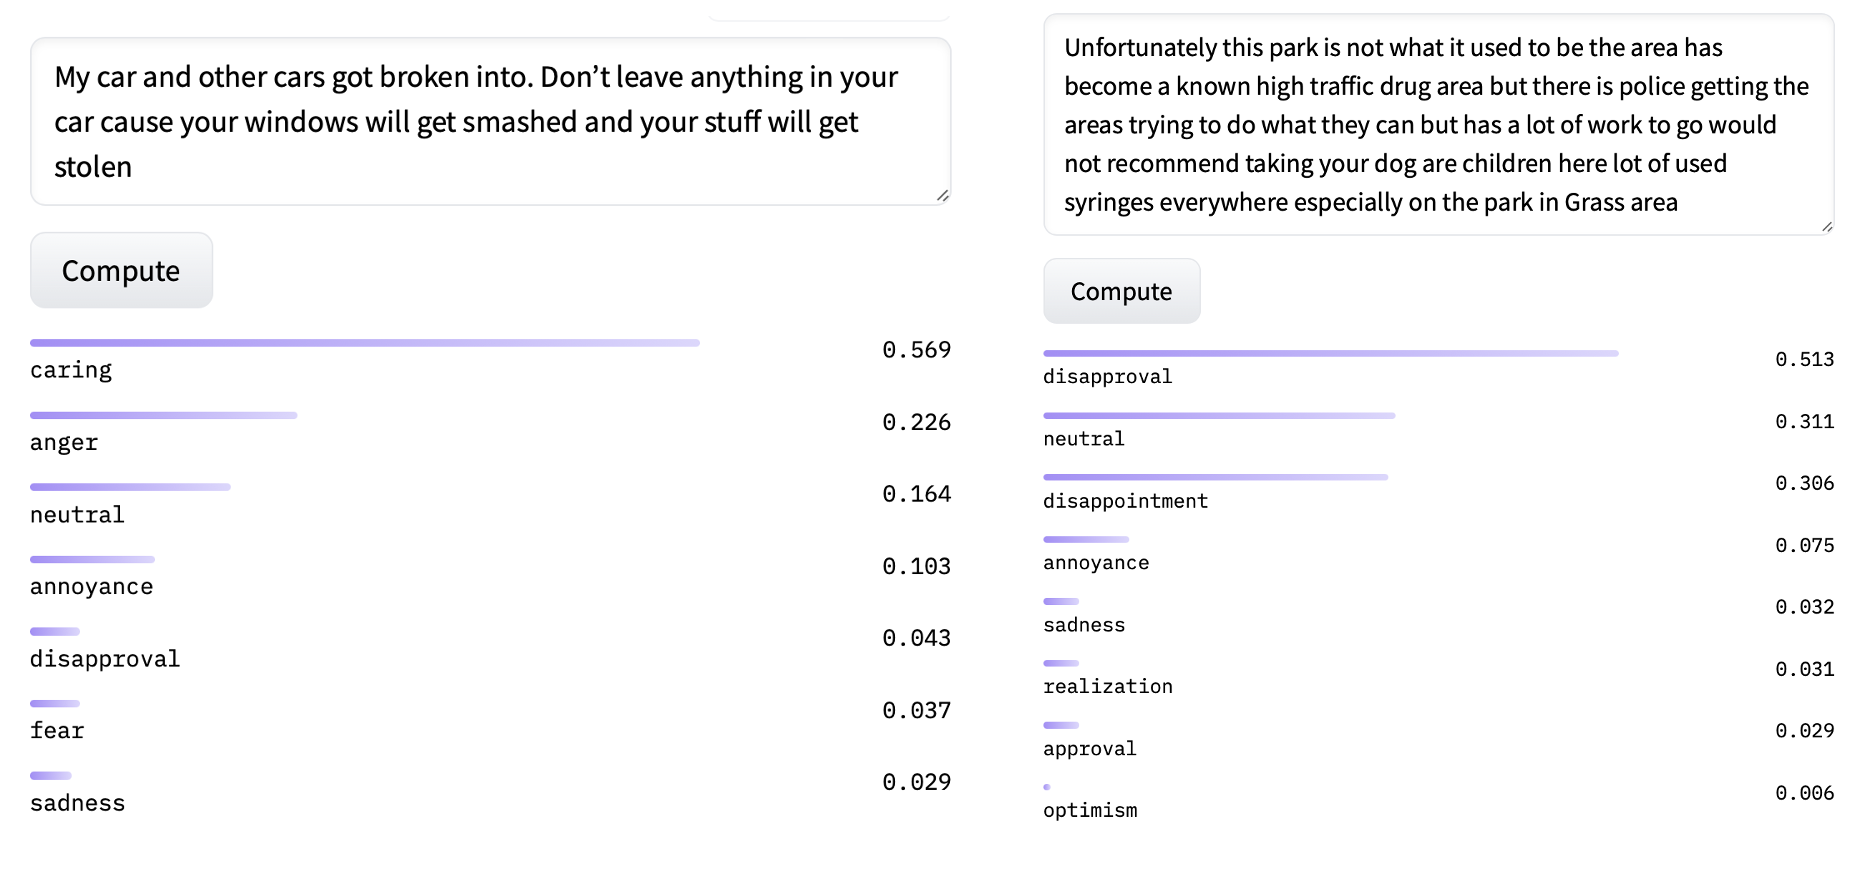 My car and other cars got broken into. Don’t leave anything in your
car cause your windows will get smashed and your stuff will get
stolen
Compute
caring 0.569
anger 0.226
neutral 0.164
annoyance 0.103
disapproval 0.043
fear 0.037
sadness 0.029
Unfortunately this park is not what it used to be the area has
become a known high traffic drug area but there is police getting the
areas trying to do what they can but has a lot of work to go would
not recommend taking your dog are children here lot of used
syringes everywhere especially on the park in Grass area
Compute
disapproval 0.513
neutral 0.311
disappointment 0.306
annoyance 0.075
sadness 0.032
realization 0.031
approval 0.029
optimism 0.006